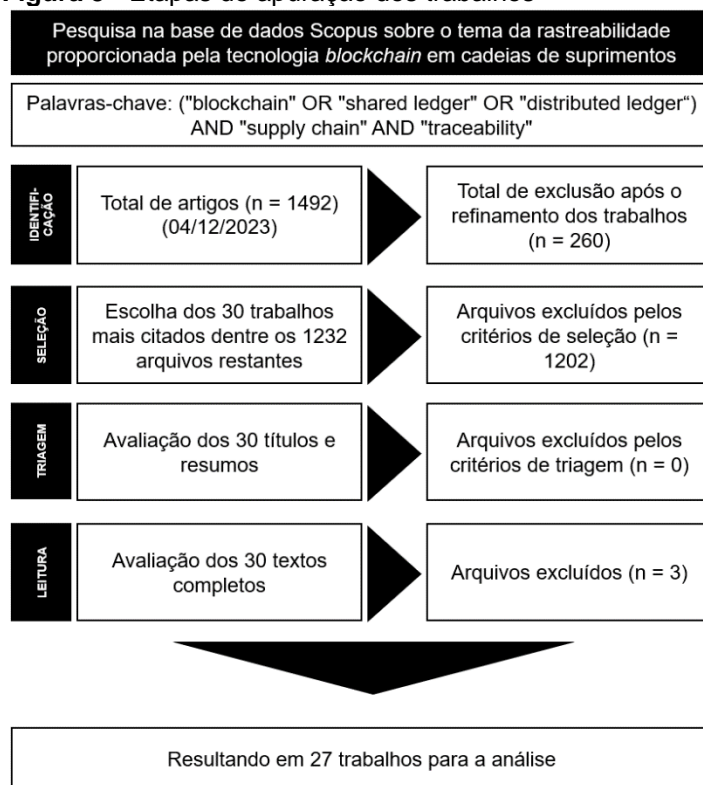 Etapas de apuração dos trabalhos
Pesquisa na base de dados Scopus sobre o tema da rastreabilidade
proporcionada pela tecnologia blockchain em cadeias de suprimentos
Palavras-chave: ("blockchain" OR "shared ledger" OR "distributed ledger“)
AND "supply chain" AND "traceability"
IDENTIFI-
CAÇÃO
Total de artigos (n = 1492)
(04/12/2023)
Total de exclusão após o
refinamento dos trabalhos
(n = 260)
SELEÇÃO
Escolha dos 30 trabalhos
mais citados dentre os 1232
arquivos restantes
Arquivos excluídos pelos
critérios de seleção (n =
1202)
TRIAGEM
Avaliação dos 30 títulos e
resumos
Arquivos excluídos pelos
critérios de triagem (n = 0)
LEITURA
Avaliação dos 30 textos
completos
Arquivos excluídos (n = 3)
Resultando em 27 trabalhos para a análise